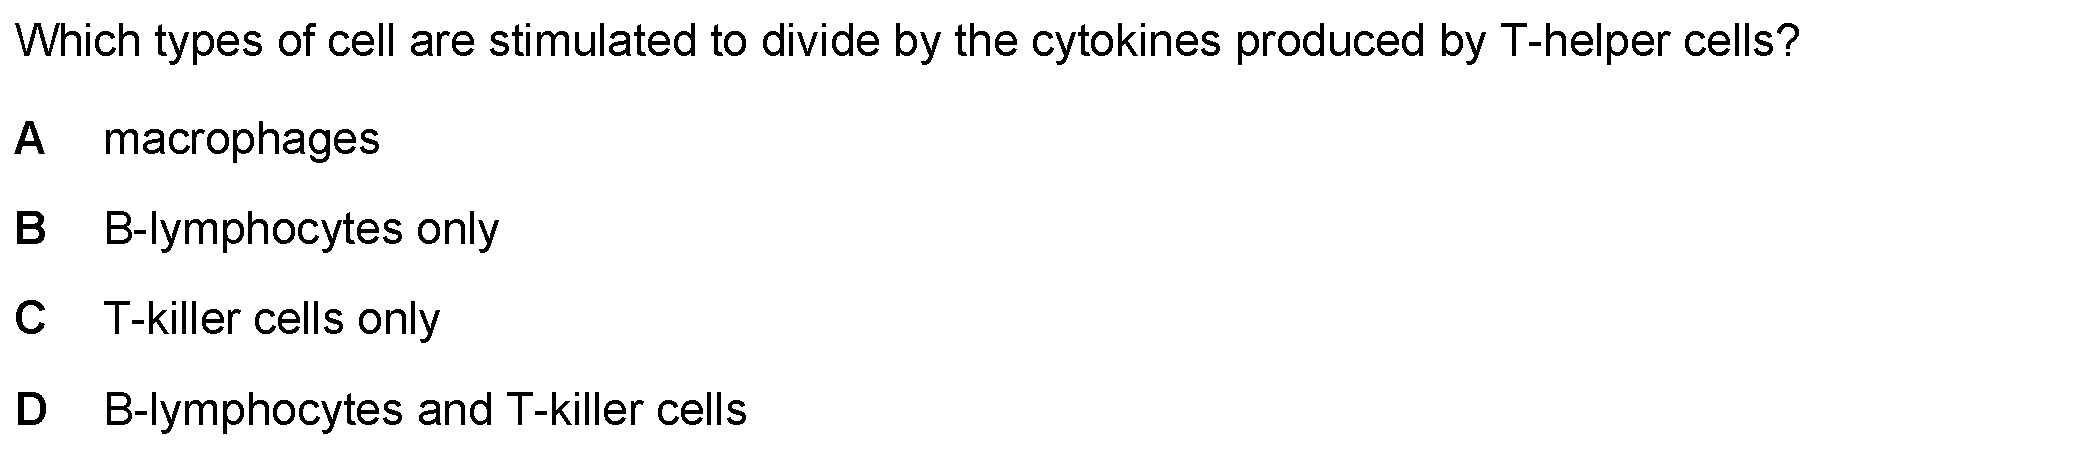 Which types of cell are stimulated to divide by the cytokines produced by T-helper cells?
A macrophages
B B-lymphocytes only
C T-killer cells only
D B-lymphocytes and T-killer cells